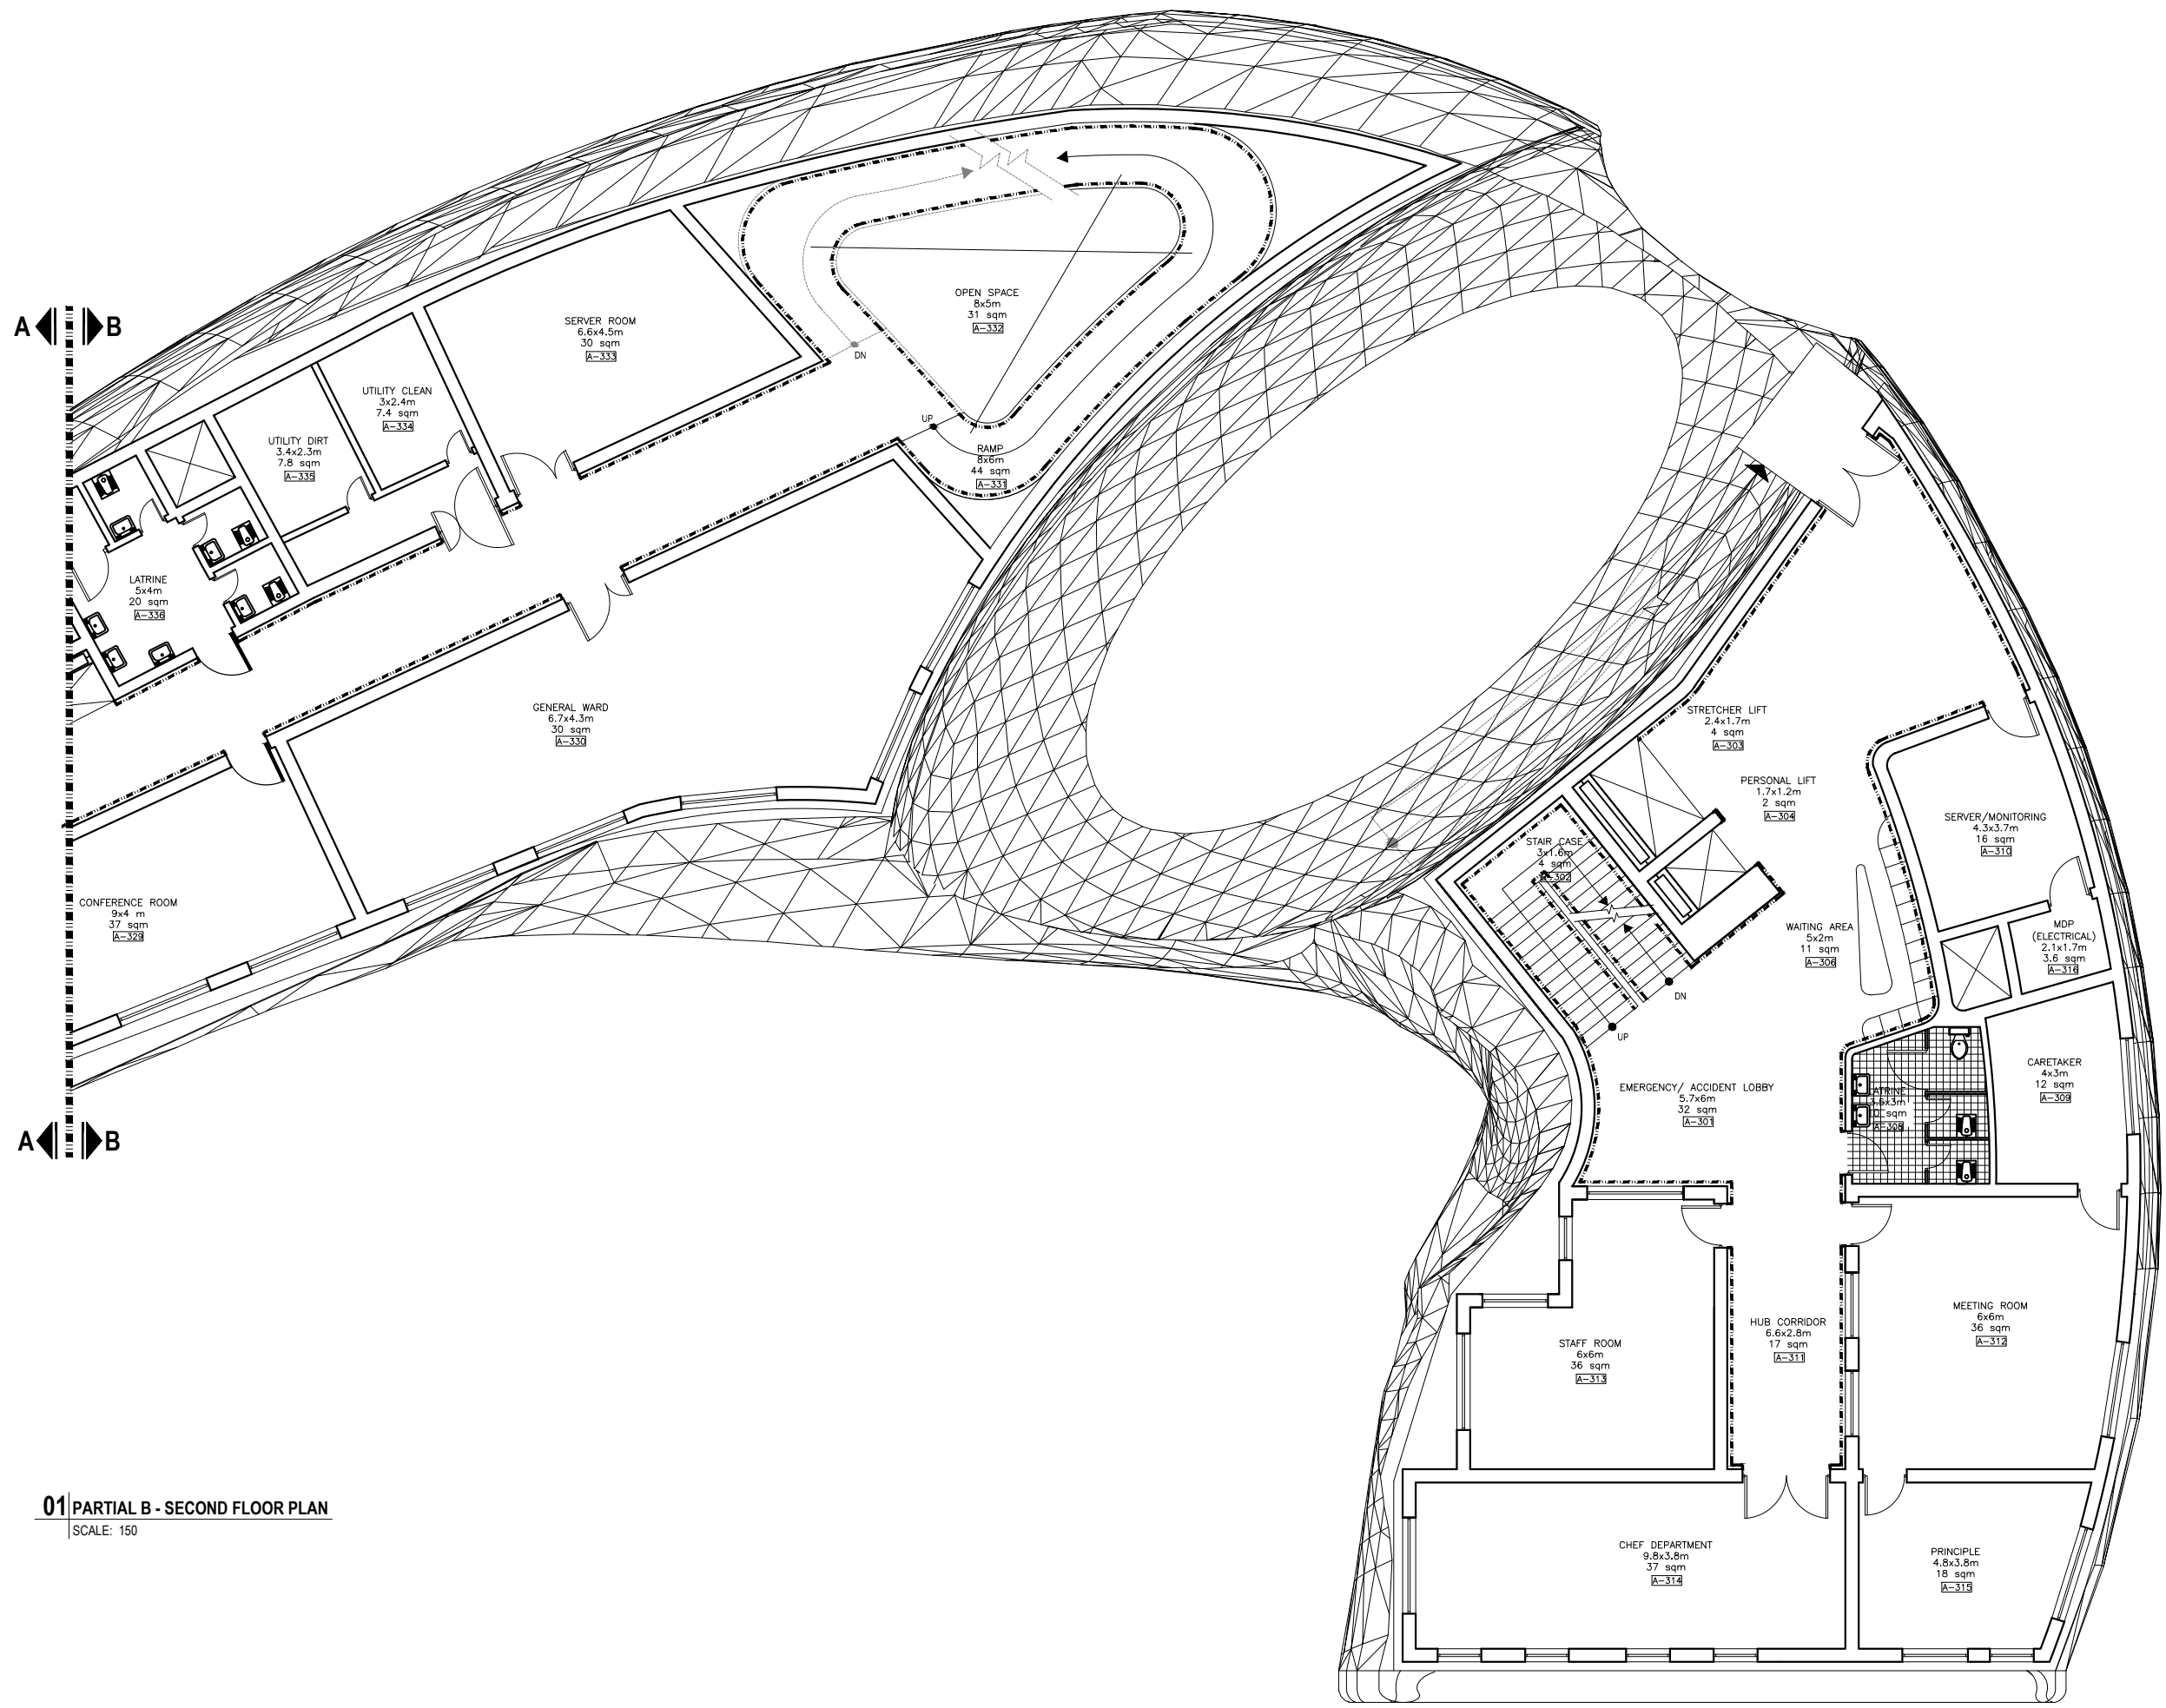 A B
SERVER ROOM
6.6x4.5m
30 sqm
A-333
OPEN SPACE
8x5m
31 sqm
A-332
DN
UTILITY CLEAN
3x2.4m
7.4 sqm
A-334
UTILITY DIRT
3.4x2.3m
7.8 sqm
A-335
UP
RAMP
8x6m
44 sqm
A-331
LATRINE
5x4m
20 sqm
A-336
GENERAL WARD
6.7x4.3m
30 sqm
A-330
CONFERENCE ROOM
9x4 m
37 sqm
A-329
STRETCHER LIFT
2.4x1.7m
4 sqm
A-303
PERSONAL LIFT
1.7x1.2m
2 sqm
A-304
STAIR CASE
3x1.6m
4 sqm
A-302
SERVER/MONITORING
4.3x3.7m
16 sqm
A-310
WAITING AREA
5x2m
11 sqm
A-306
MDP
(ELECTRICAL)
2.1x1.7m
3.6 sqm
A-316
DN
UP
EMERGENCY/ ACCIDENT LOBBY
5.7x6m
32 sqm
A-301
CARETAKER
4x3m
12 sqm
A-309
sqm
A-308
A B
HUB CORRIDOR
6.6x2.8m
17 sqm
A-311
MEETING ROOM
6x6m
36 sqm
A-312
STAFF ROOM
6x6m
36 sqm
A-313
CHEF DEPARTMENT
9.8x3.8m
37 sqm
A-314
PRINCIPLE
4.8x3.8m
18 sqm
A-315
01 PARTIAL B - SECOND FLOOR PLAN
SCALE: 150